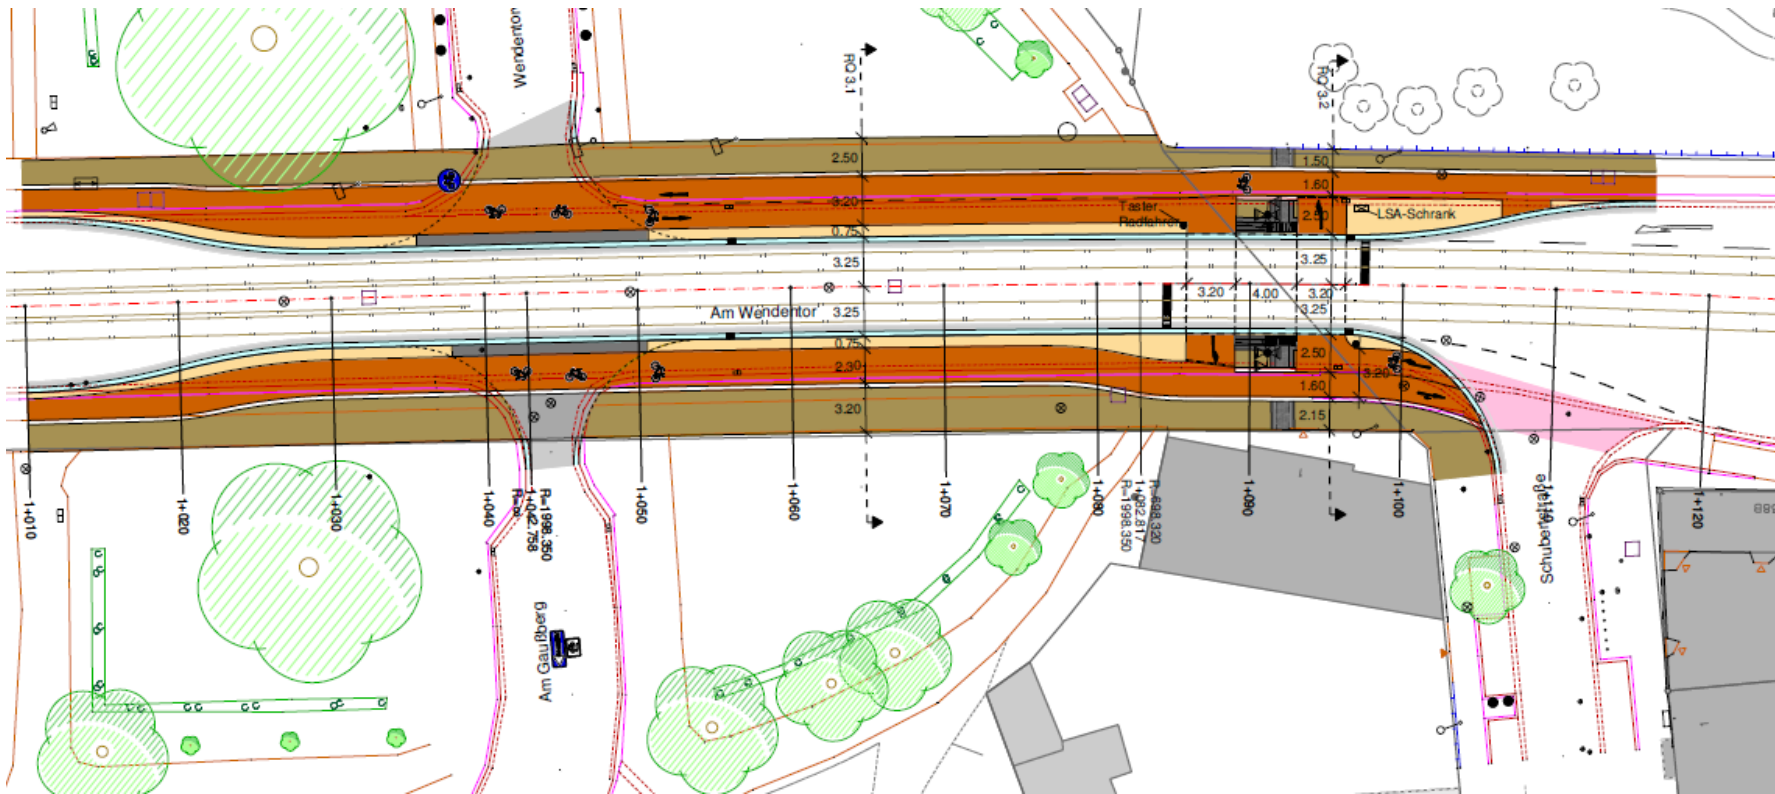 Wendentor
RQ 3.1
RQ 3.2
2.50
1.50
1.60
3.20
Taster
Radfahrer
2.50
LSA-Schrank
0.75
3.25
3.25
3.20
4.00
3.20
Am Wendentor
3.25
3.25
0.75
2.50
2.30
3.20
1.60
3.20
2.15
1+010
1+020
1+030
1+040
R=∞
1+042.758
R=1998.350
1+050
1+060
1+070
1+080
R=1998.350
1+082.817
R=698.320
1+090
1+100
1+110
1+120
Schubertstraße
Am Gaußberg